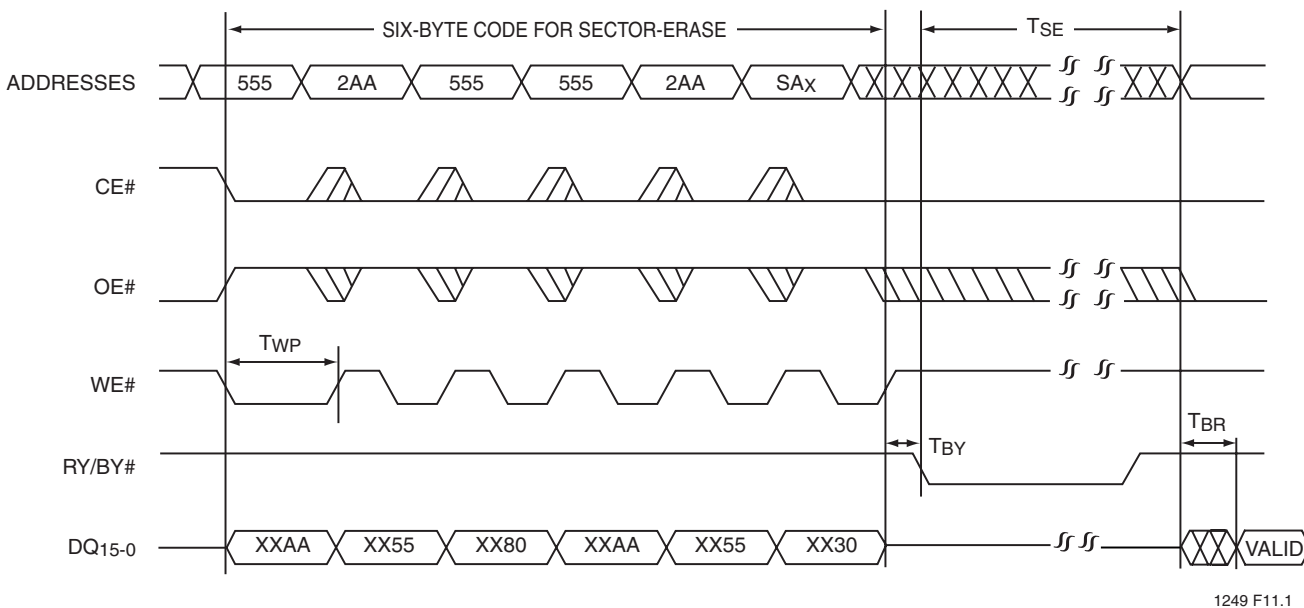 SIX-BYTE CODE FOR SECTOR-ERASE
TSE
ADDRESSES 555 2AA 555 555 2AA SAX
CE#
OE#
TWP
WE#
TBY
TBR
RY/BY#
DQ15-0 XXAA XX55 XX80 XXAA XX55 XX30 VALID
1249 F11.1